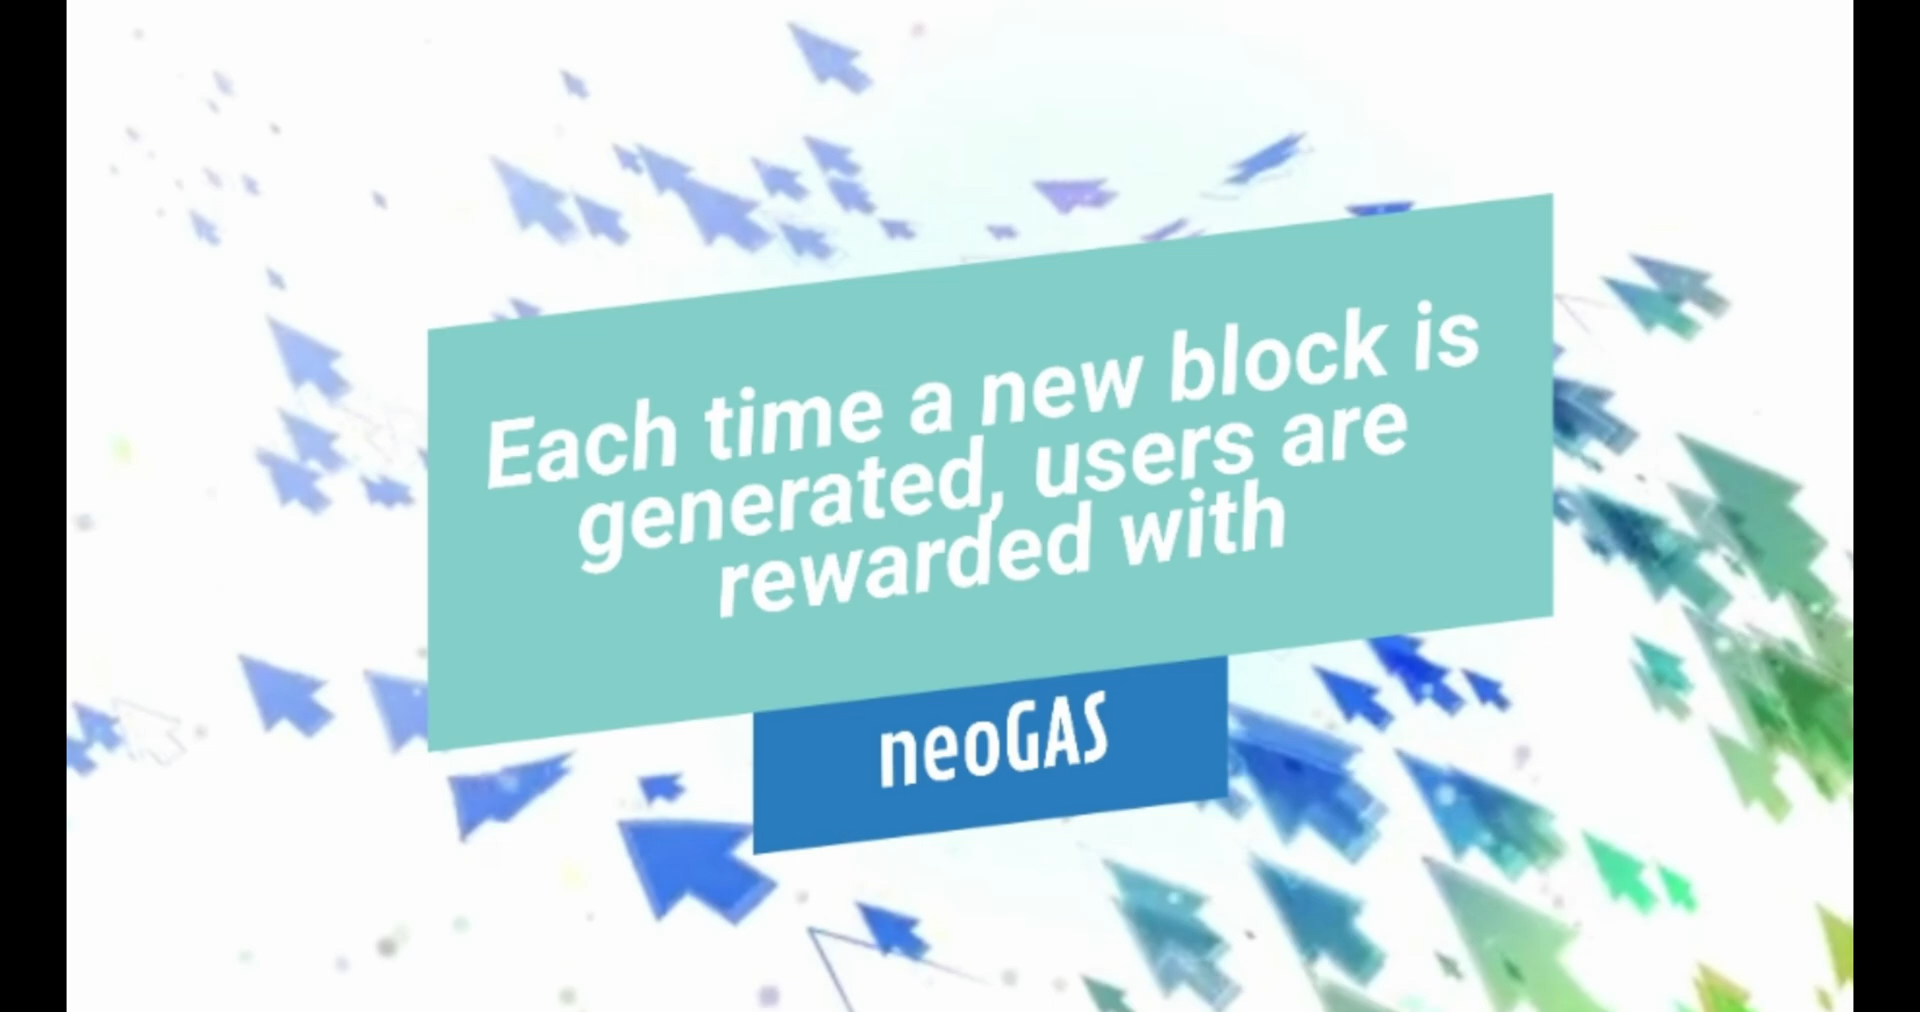 Each time a new block is
generated, users are
rewarded with
neoGAS